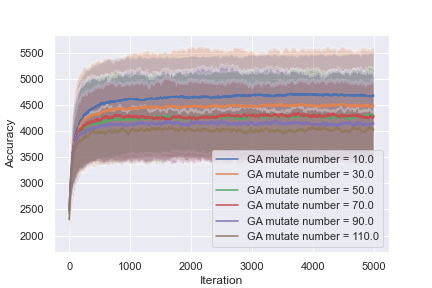 5500
5000
4500
4000
3500
3000
2500
2000
Accuracy
GA mutate number = 10.0
GA mutate number = 30.0
GA mutate number = 50.0
GA mutate number = 70.0
GA mutate number = 90.0
GA mutate number = 110.0
0 1000 2000 3000 4000 5000
Iteration